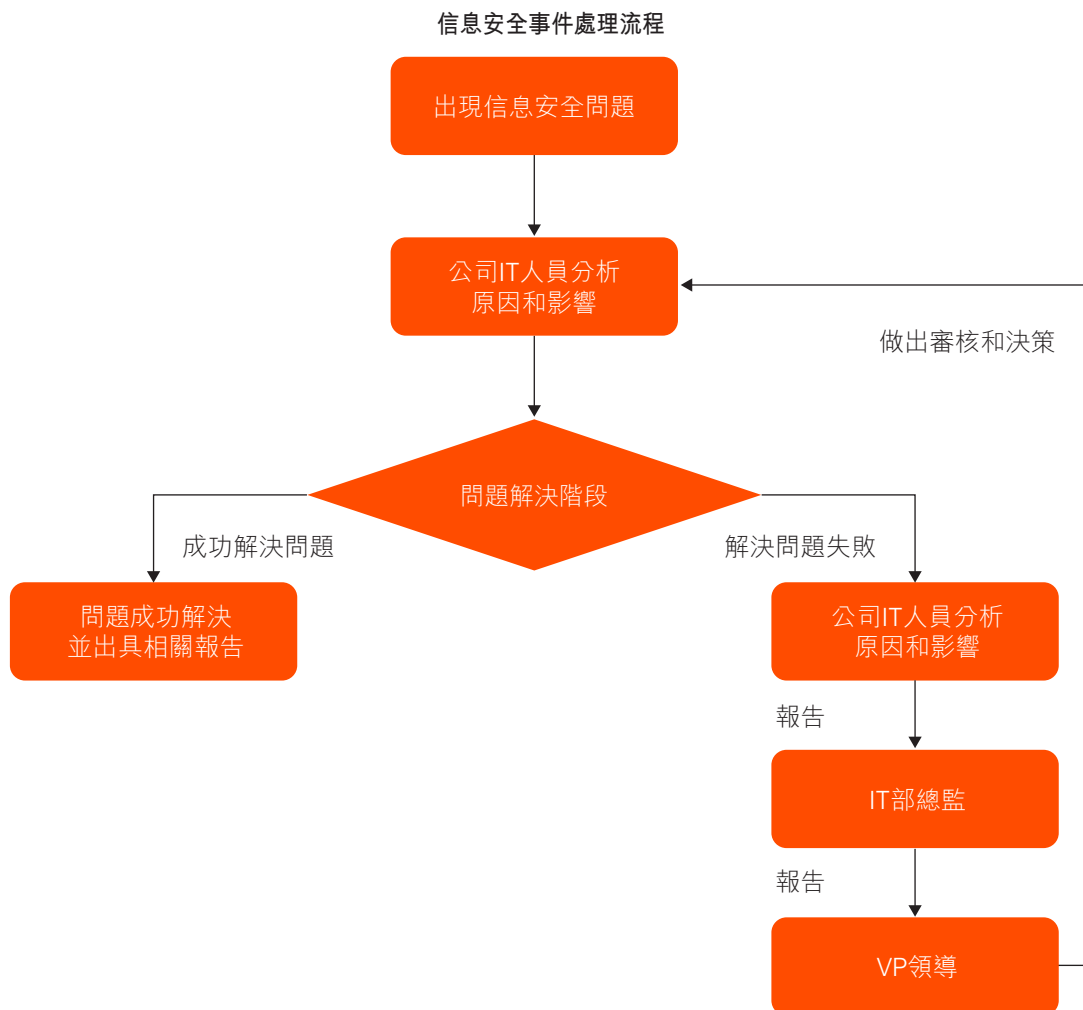 信息安全事件處理流程
出現信息安全問題
公司IT人員分析
原因和影響
做出審核和決策
問題解決階段
成功解決問題
解決問題失敗
問題成功解決
並出具相關報告
公司IT人員分析
原因和影響
報告
IT部總監
報告
VP領導